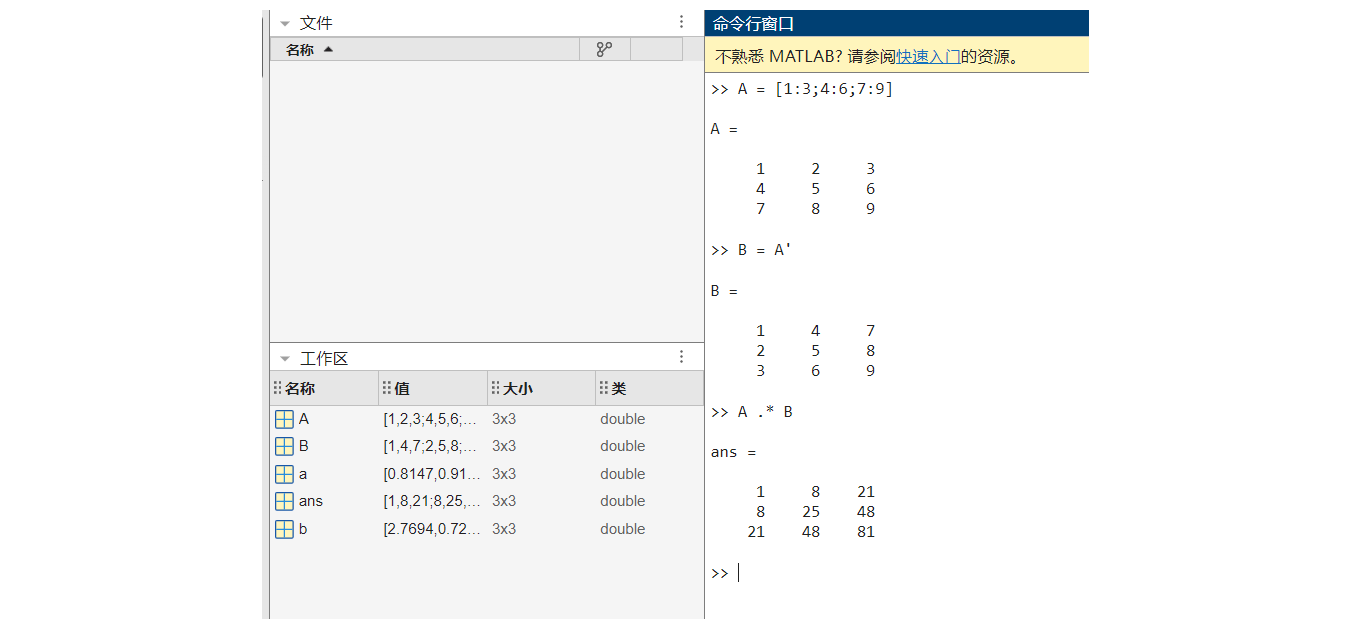 文件
名称
工作区
名称 值 大小 类
A [1,2,3;4,5,6;... 3x3 double
B [1,4,7;2,5,8;... 3x3 double
a [0.8147,0.91... 3x3 double
ans [1,8,21;8,25,... 3x3 double
b [2.7694,0.72... 3x3 double
命令行窗口
不熟悉 MATLAB? 请参阅快速入门的资源。
>> A = [1:3;4:6;7:9]
A =
1 2 3
4 5 6
7 8 9
>> B = A'
B =
1 4 7
2 5 8
3 6 9
>> A .* B
ans =
1 8 21
8 25 48
21 48 81
>>